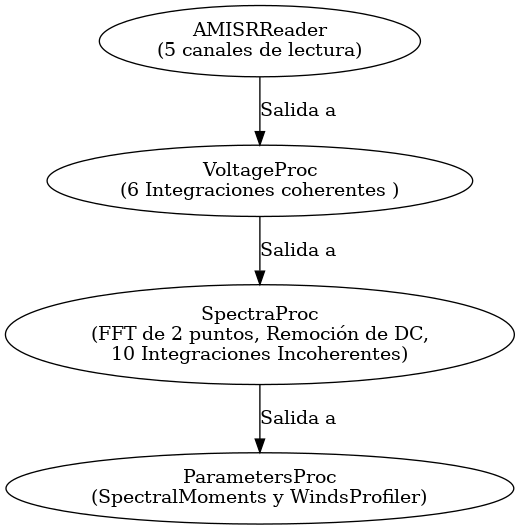 AMISRReader
(5 canales de lectura)
Salida a
VoltageProc
(6 Integraciones coherentes )
Salida a
SpectraProc
(FFT de 2 puntos, Remoción de DC,
10 Integraciones Incoherentes)
Salida a
ParametersProc
(SpectralMoments y WindsProfiler)